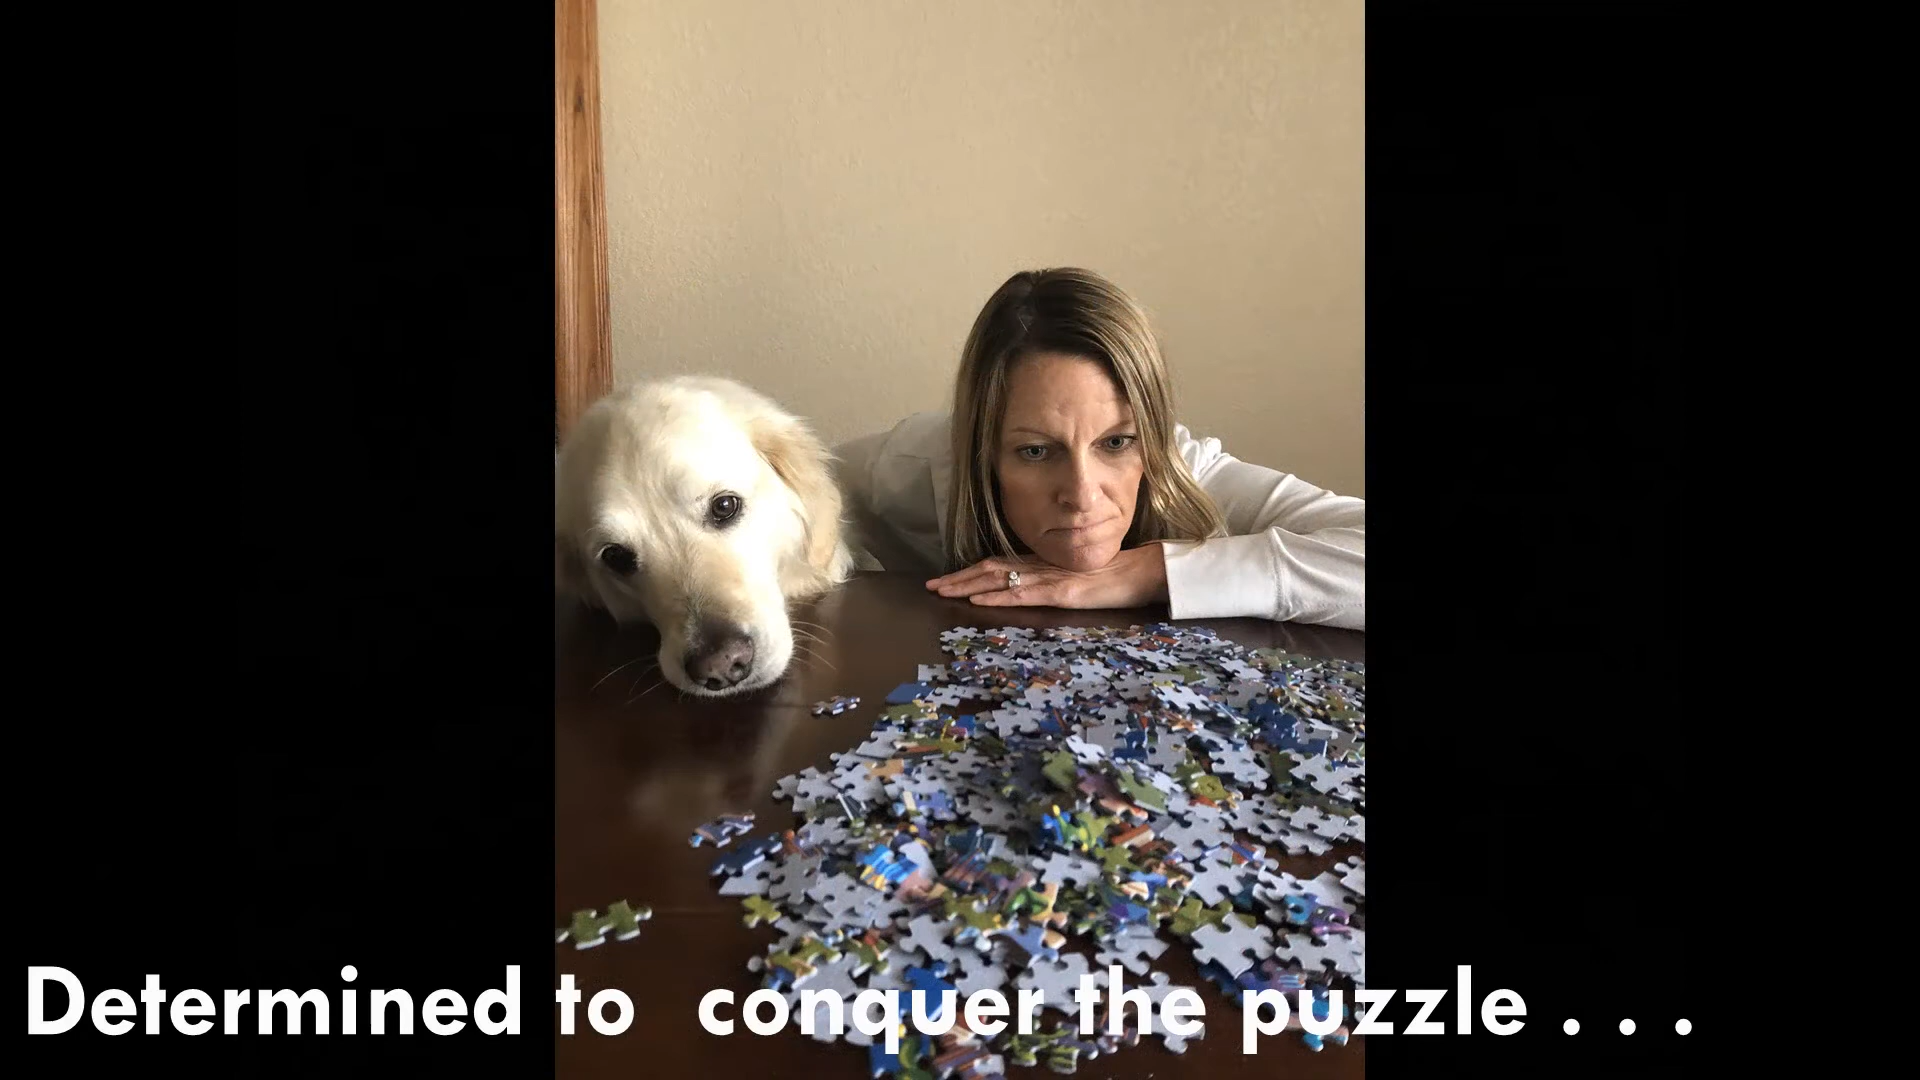 Determined to  conquer the puzzle . . .